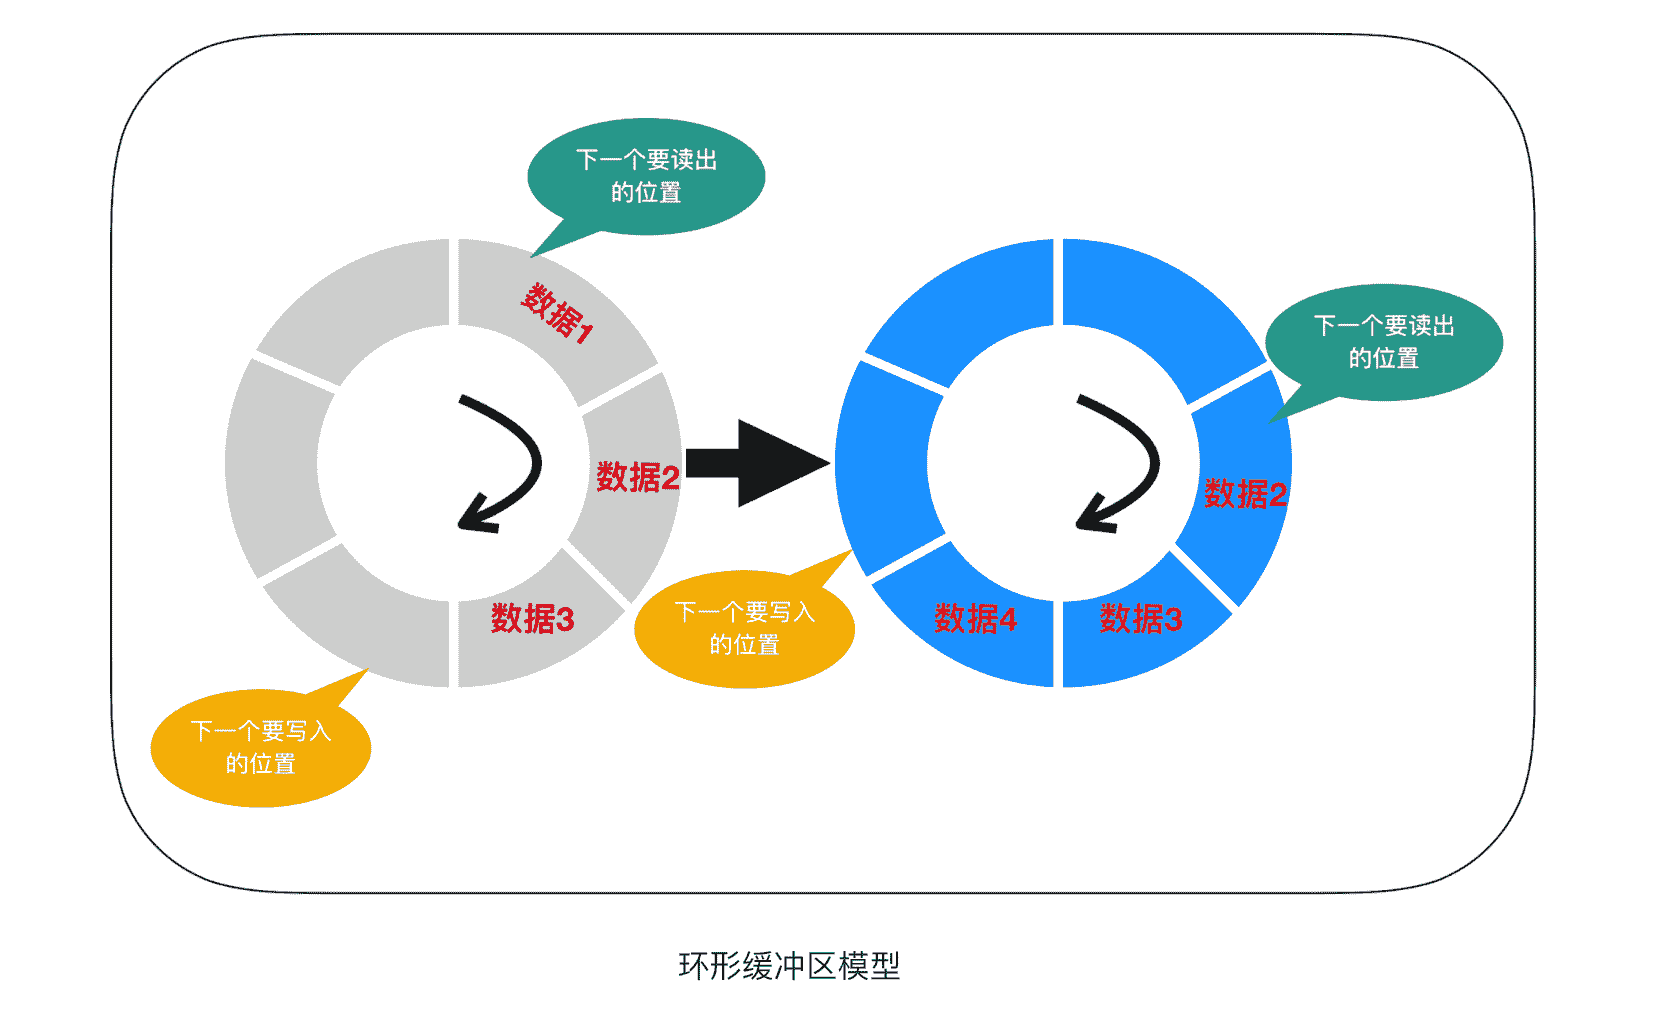 下一个要读出
的位置
数据1
数据2
数据3
下一个要写入
的位置
下一个要读出
的位置
数据2
数据3
数据4
下一个要写入
的位置
环形缓冲区模型